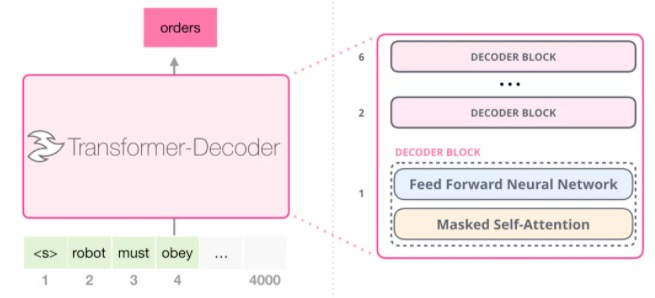 orders
Transformer-Decoder
<s> robot must obey ...
1 2 3 4 4000
6 DECODER BLOCK
...
2 DECODER BLOCK
DECODER BLOCK
1
Feed Forward Neural Network
Masked Self-Attention